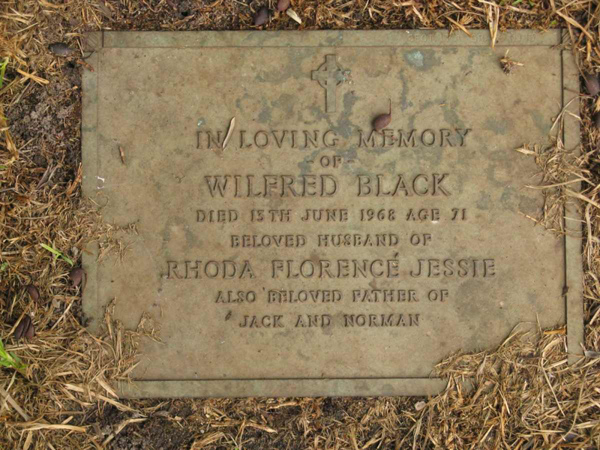 IN LOVING MEMORY
- OF -
WILFRED BLACK
DIED 15TH JUNE 1968 AGE 71
BELOVED HUSBAND OF
RHODA FLORENCE JESSIE
ALSO BELOVED FATHER OF
JACK AND NORMAN